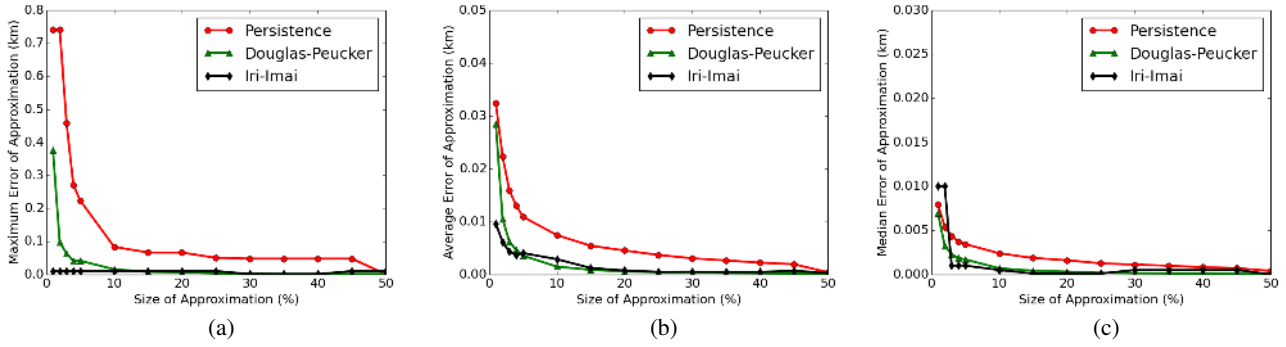 0.8
0.7
0.6
0.5
0.4
0.3
0.2
0.1
0.0
Maximum Error of Approximation (km)
Persistence
Douglas-Peucker
Iri-Imai
0 10 20 30 40 50
Size of Approximation (%)
(a)
0.05
0.04
0.03
0.02
0.01
0.00
Average Error of Approximation (km)
Persistence
Douglas-Peucker
Iri-Imai
0 10 20 30 40 50
Size of Approximation (%)
(b)
0.030
0.025
0.020
0.015
0.010
0.005
0.000
Median Error of Approximation (km)
Persistence
Douglas-Peucker
Iri-Imai
0 10 20 30 40 50
Size of Approximation (%)
(c)